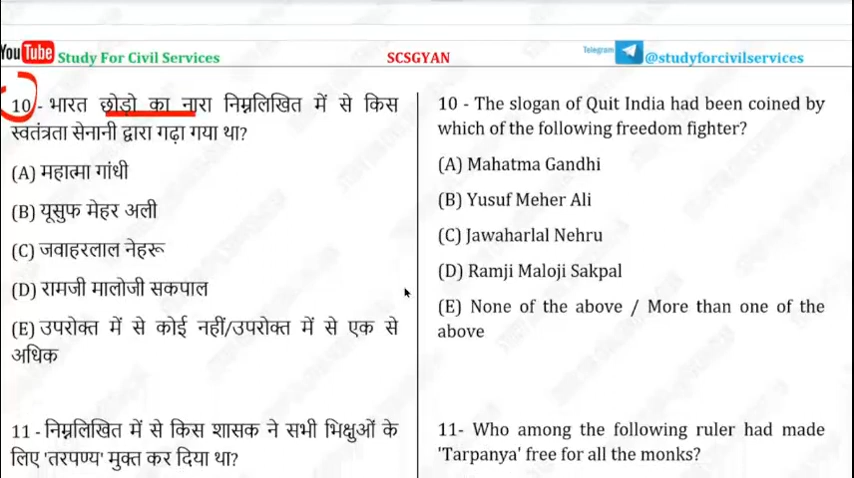 YouTube Study For Civil Services
SCSGYAN
Telegram @studyforcivilservices
10 - भारत छोड़ो का नारा निम्नलिखित में से किस
स्वतंत्रता सेनानी द्वारा गढ़ा गया था?
(A) महात्मा गांधी
(B) यूसुफ मेहर अली
(C) जवाहरलाल नेहरू
(D) रामजी मालोजी सकपाल
(E) उपरोक्त में से कोई नहीं/उपरोक्त में से एक से
अधिक
11 - निम्नलिखित में से किस शासक ने सभी भिक्षुओं के
लिए 'तरपण्य' मुक्त कर दिया था?
10 - The slogan of Quit India had been coined by
which of the following freedom fighter?
(A) Mahatma Gandhi
(B) Yusuf Meher Ali
(C) Jawaharlal Nehru
(D) Ramji Maloji Sakpal
(E) None of the above / More than one of the
above
11- Who among the following ruler had made
'Tarpanya' free for all the monks?